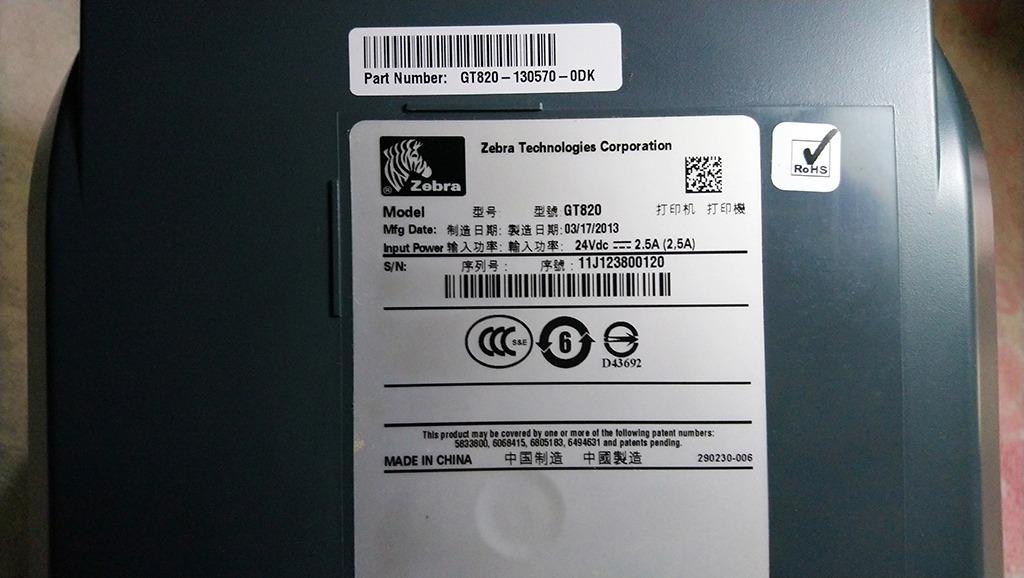 Part Number: GT820-130570-0DK
Zebra Technologies Corporation
® Zebra
RoHS
Model 型号 型號 GT820 打印机 打印機
Mfg Date: 制造日期: 製造日期: 03/17/2013
Input Power 输入功率: 輸入功率: 24Vdc ⎓ 2.5A (2,5A)
S/N: 序列号: 序號: 11J123800120
CCC S&E 6
D43692
This product may be covered by one or more of the following patent numbers:
5833800, 6068415, 6805183, 6494631 and patents pending.
MADE IN CHINA 中国制造 中國製造 290230-006